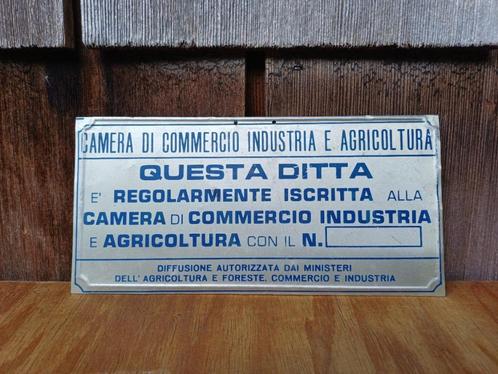 CAMERA DI COMMERCIO INDUSTRIA E AGRICOLTURA
QUESTA DITTA
E' REGOLARMENTE ISCRITTA ALLA
CAMERA DI COMMERCIO INDUSTRIA
E AGRICOLTURA CON IL N.
DIFFUSIONE AUTORIZZATA DAI MINISTERI
DELL'AGRICOLTURA E FORESTE, COMMERCIO E INDUSTRIA